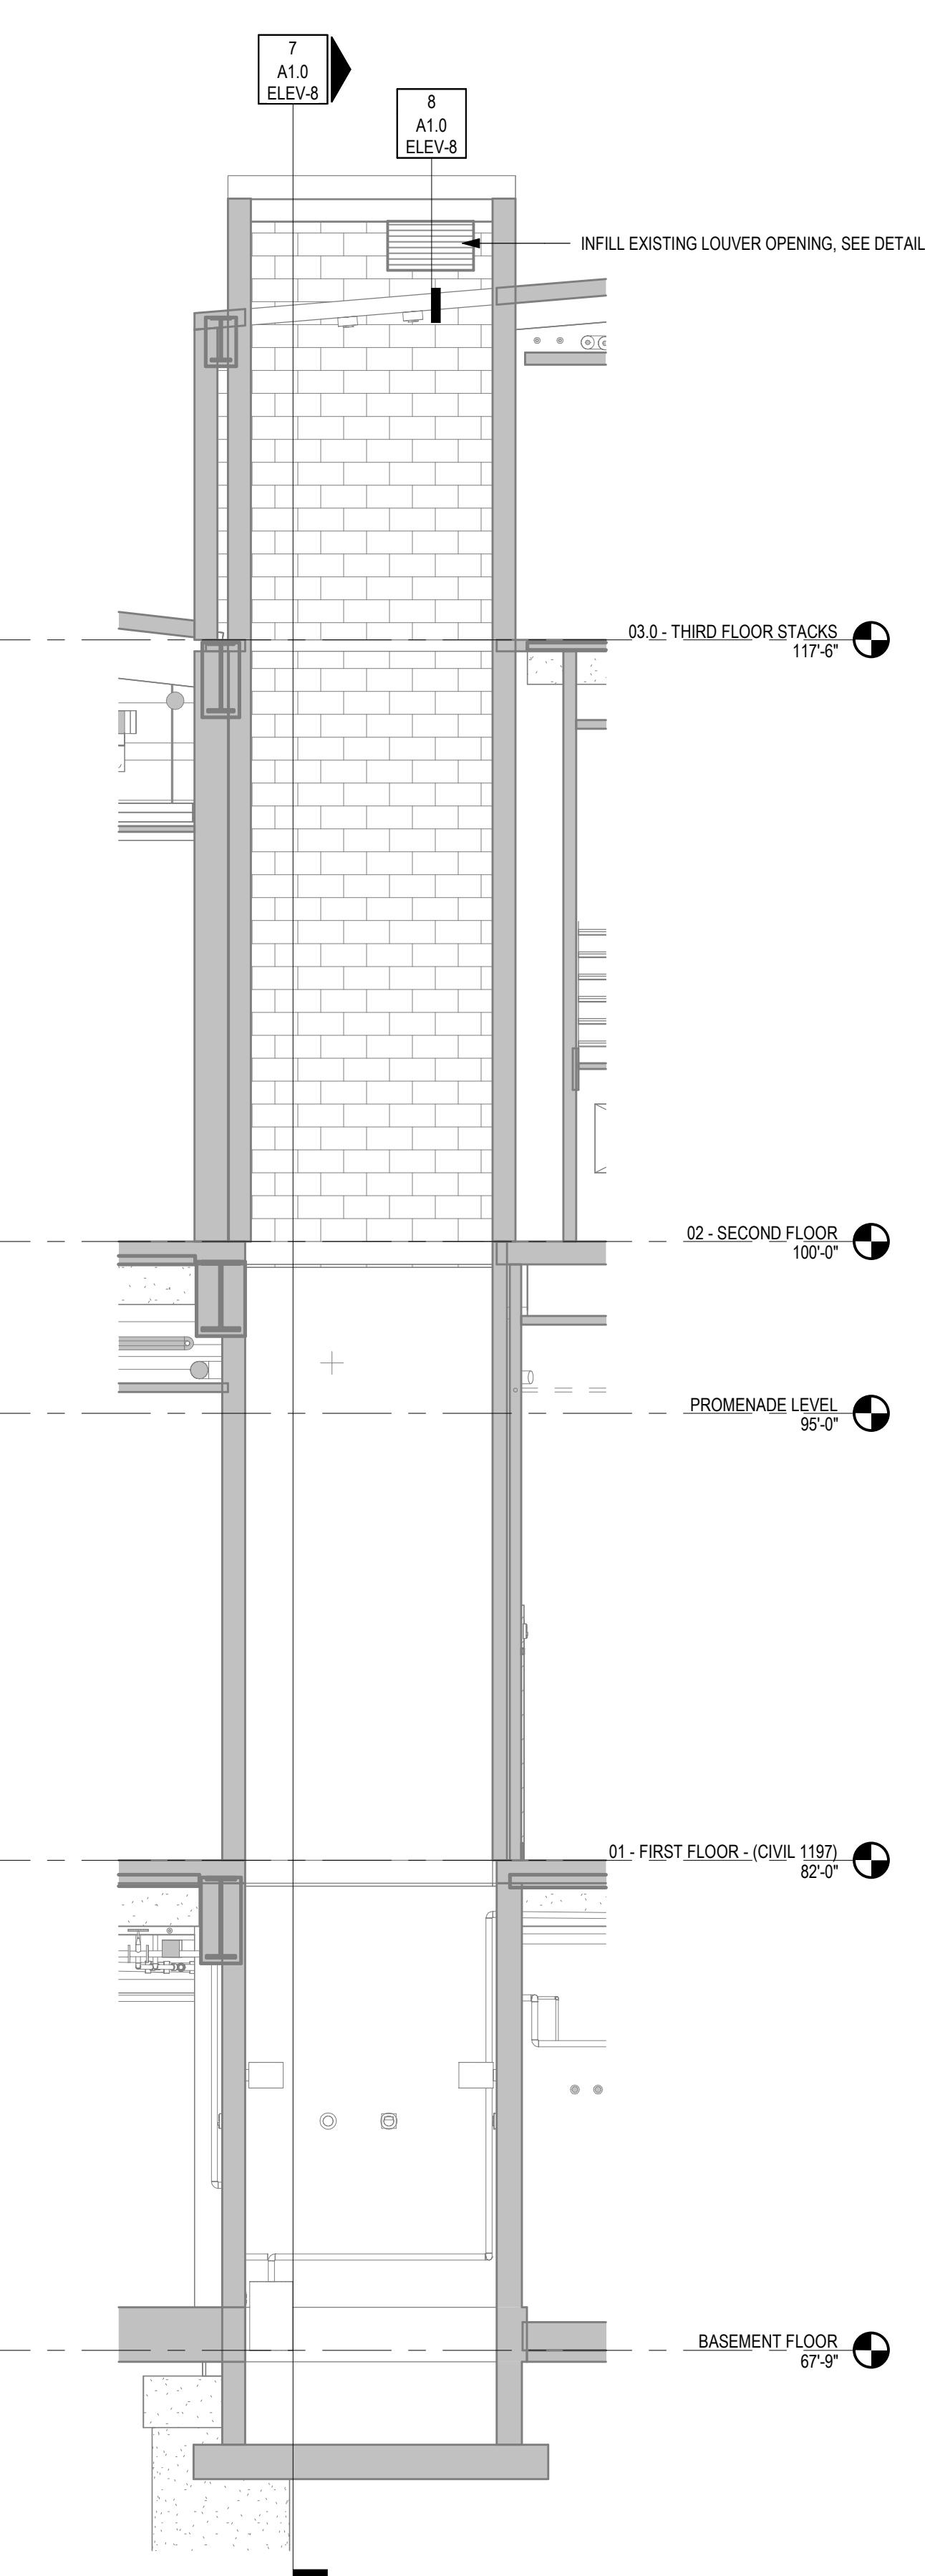 7
A1.0
ELEV-8
8
A1.0
ELEV-8
INFILL EXISTING LOUVER OPENING, SEE DETAIL
03.0 - THIRD FLOOR STACKS
117'-6"
02 - SECOND FLOOR
100'-0"
PROMENADE LEVEL
95'-0"
01 - FIRST FLOOR - (CIVIL 1197)
82'-0"
BASEMENT FLOOR
67'-9"